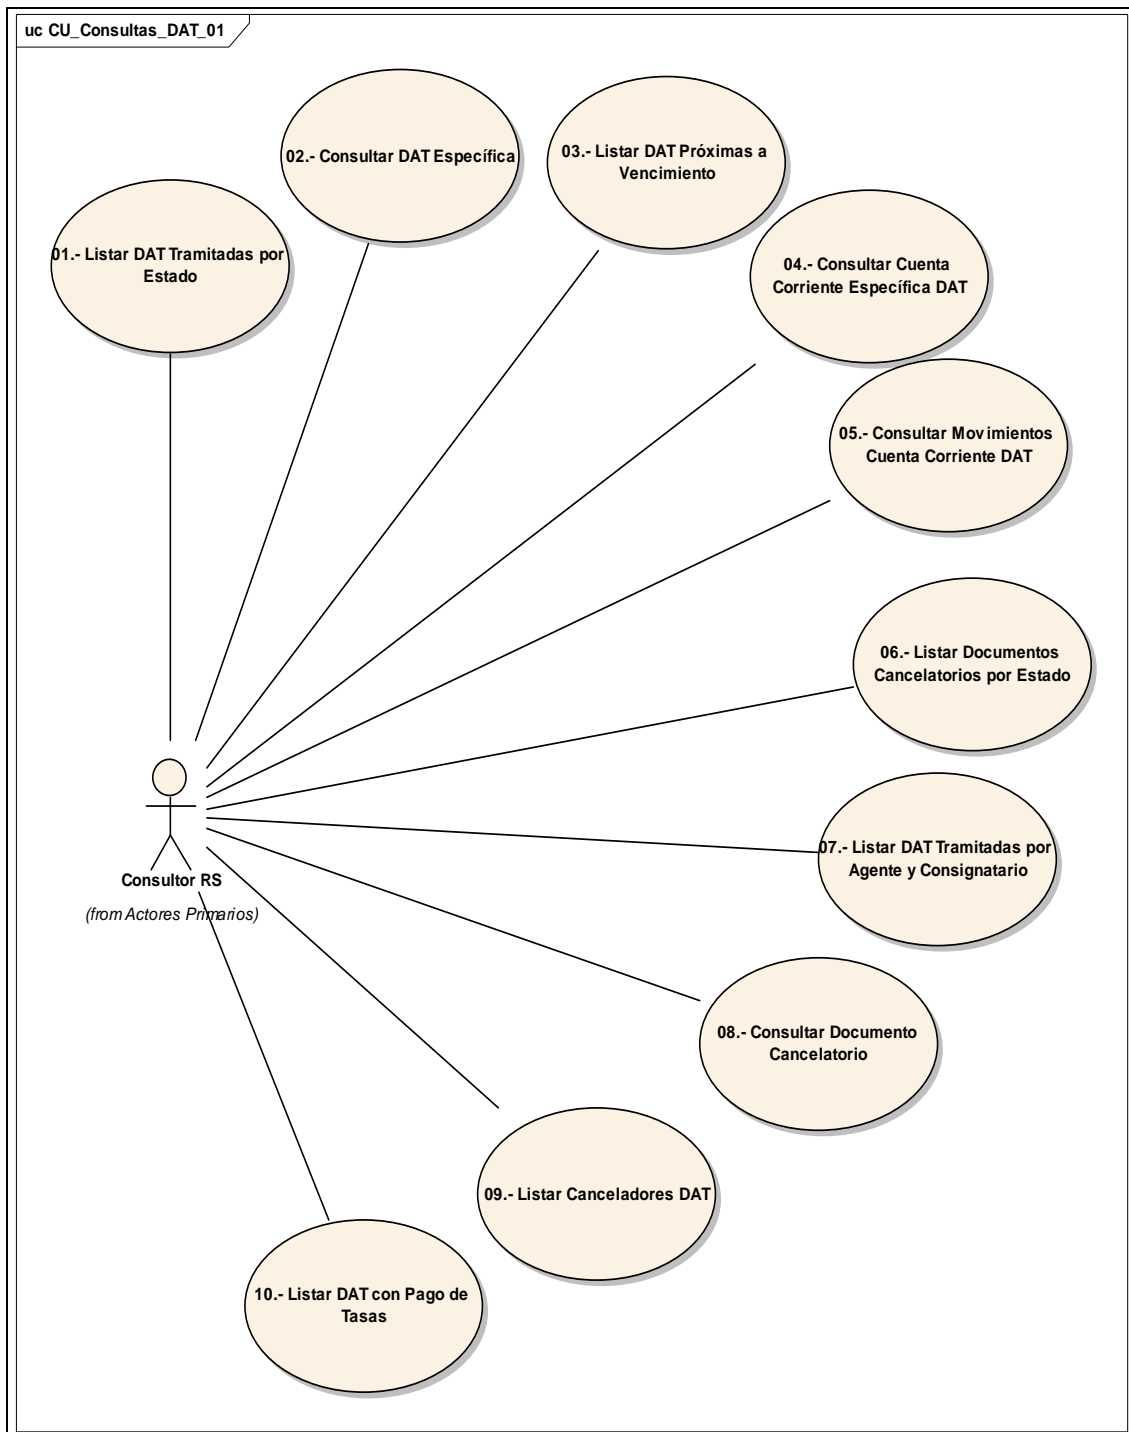 uc CU_Consultas_DAT_01
01.- Listar DAT Tramitadas por
Estado
02.- Consultar DAT Específica
03.- Listar DAT Próximas a
Vencimiento
04.- Consultar Cuenta
Corriente Específica DAT
05.- Consultar Movimientos
Cuenta Corriente DAT
06.- Listar Documentos
Cancelatorios por Estado
07.- Listar DAT Tramitadas por
Agente y Consignatario
Consultor RS
(from Actores Primarios)
08.- Consultar Documento
Cancelatorio
09.- Listar Canceladores DAT
10.- Listar DAT con Pago de
Tasas